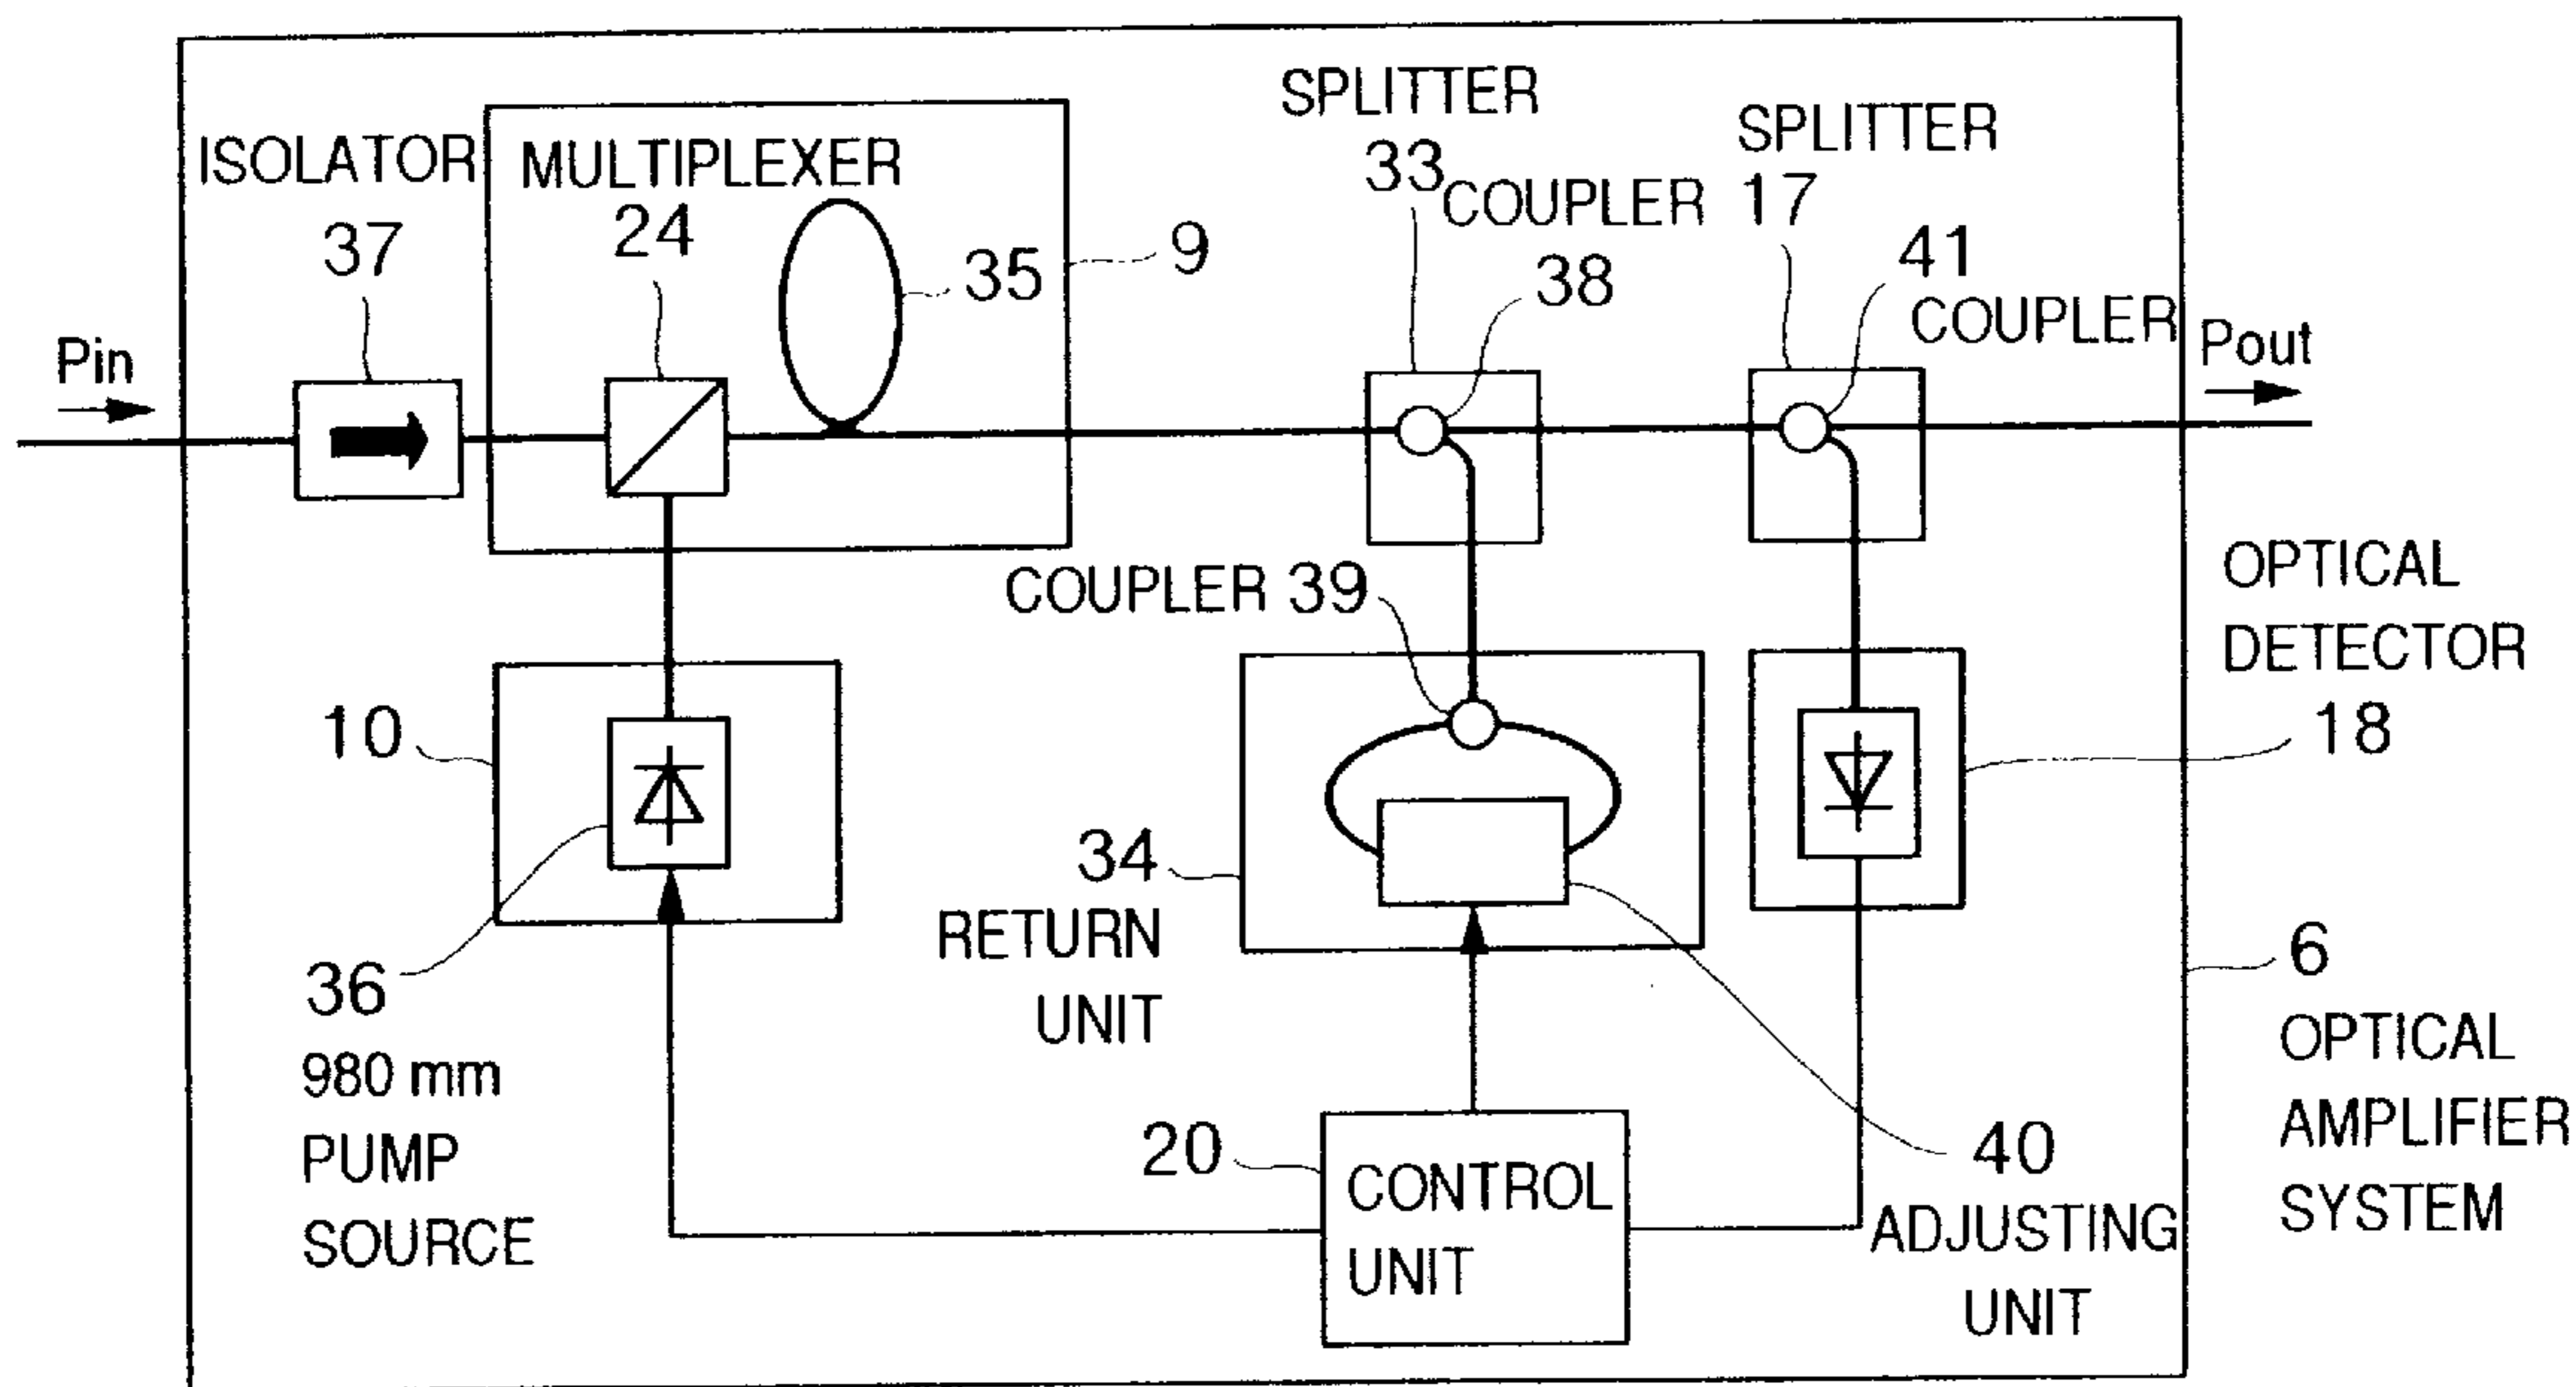 SPLITTER
33
COUPLER
38
SPLITTER
17
41
COUPLER
ISOLATOR
37
MULTIPLEXER
24
35
9
Pin
Pout
COUPLER 39
OPTICAL
DETECTOR
18
10
36
980 mm
PUMP
SOURCE
34
RETURN
UNIT
20
CONTROL
UNIT
40
ADJUSTING
UNIT
6
OPTICAL
AMPLIFIER
SYSTEM